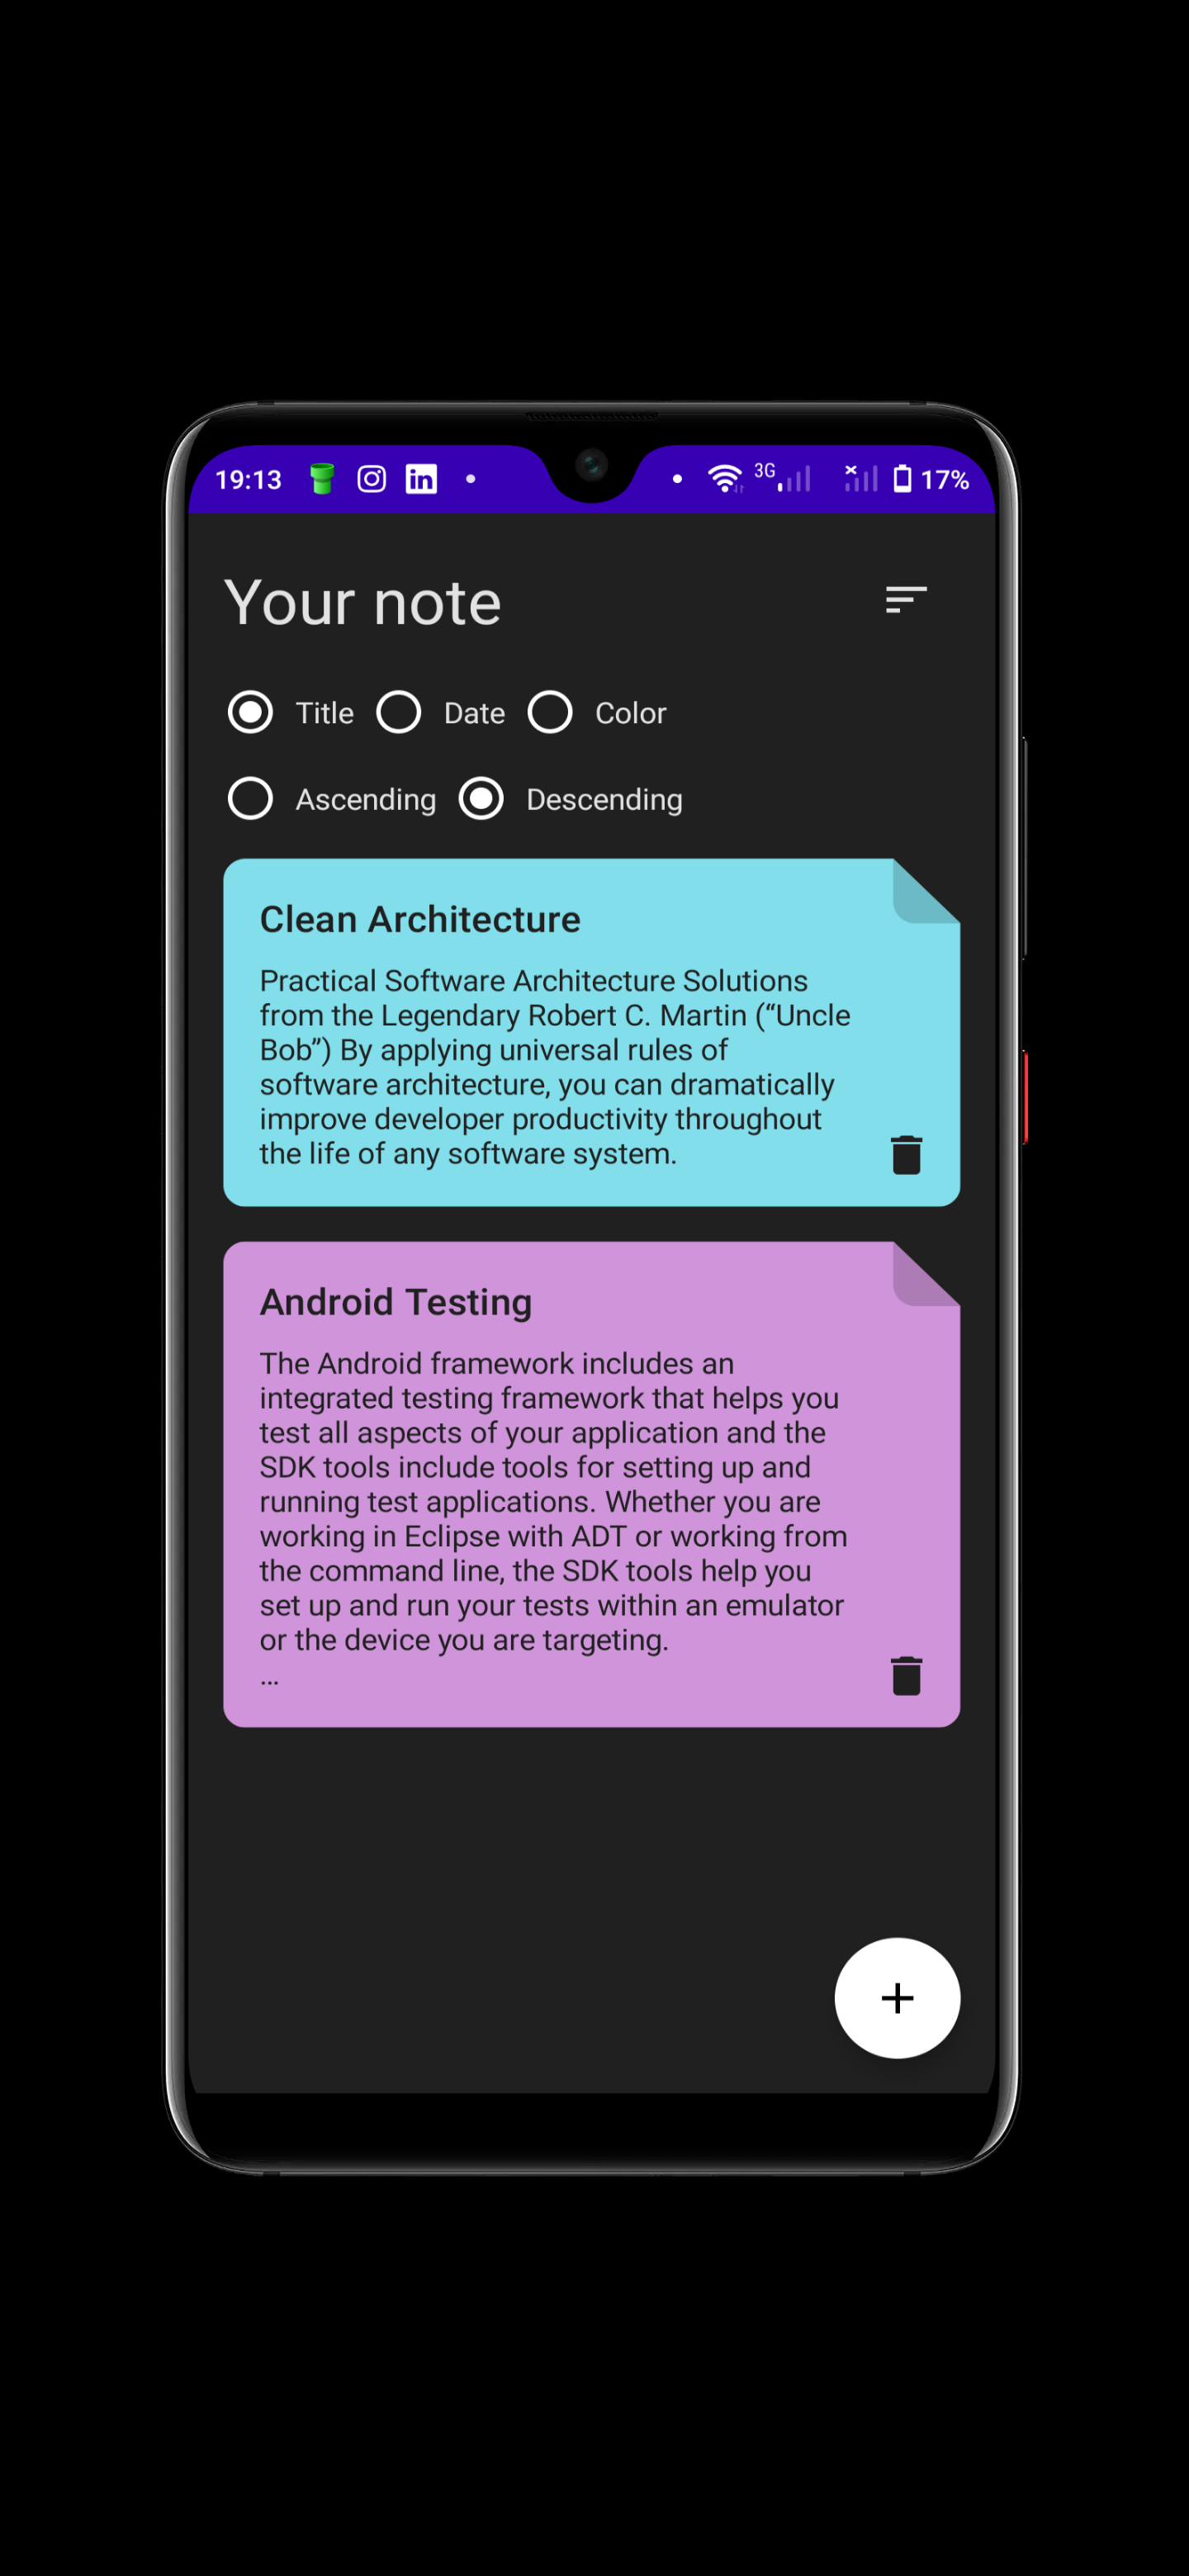 19:13 in 3G 17%
Your note
Title Date Color
Ascending Descending
Clean Architecture
Practical Software Architecture Solutions
from the Legendary Robert C. Martin (“Uncle
Bob”) By applying universal rules of
software architecture, you can dramatically
improve developer productivity throughout
the life of any software system.
Android Testing
The Android framework includes an
integrated testing framework that helps you
test all aspects of your application and the
SDK tools include tools for setting up and
running test applications. Whether you are
working in Eclipse with ADT or working from
the command line, the SDK tools help you
set up and run your tests within an emulator
or the device you are targeting.
...